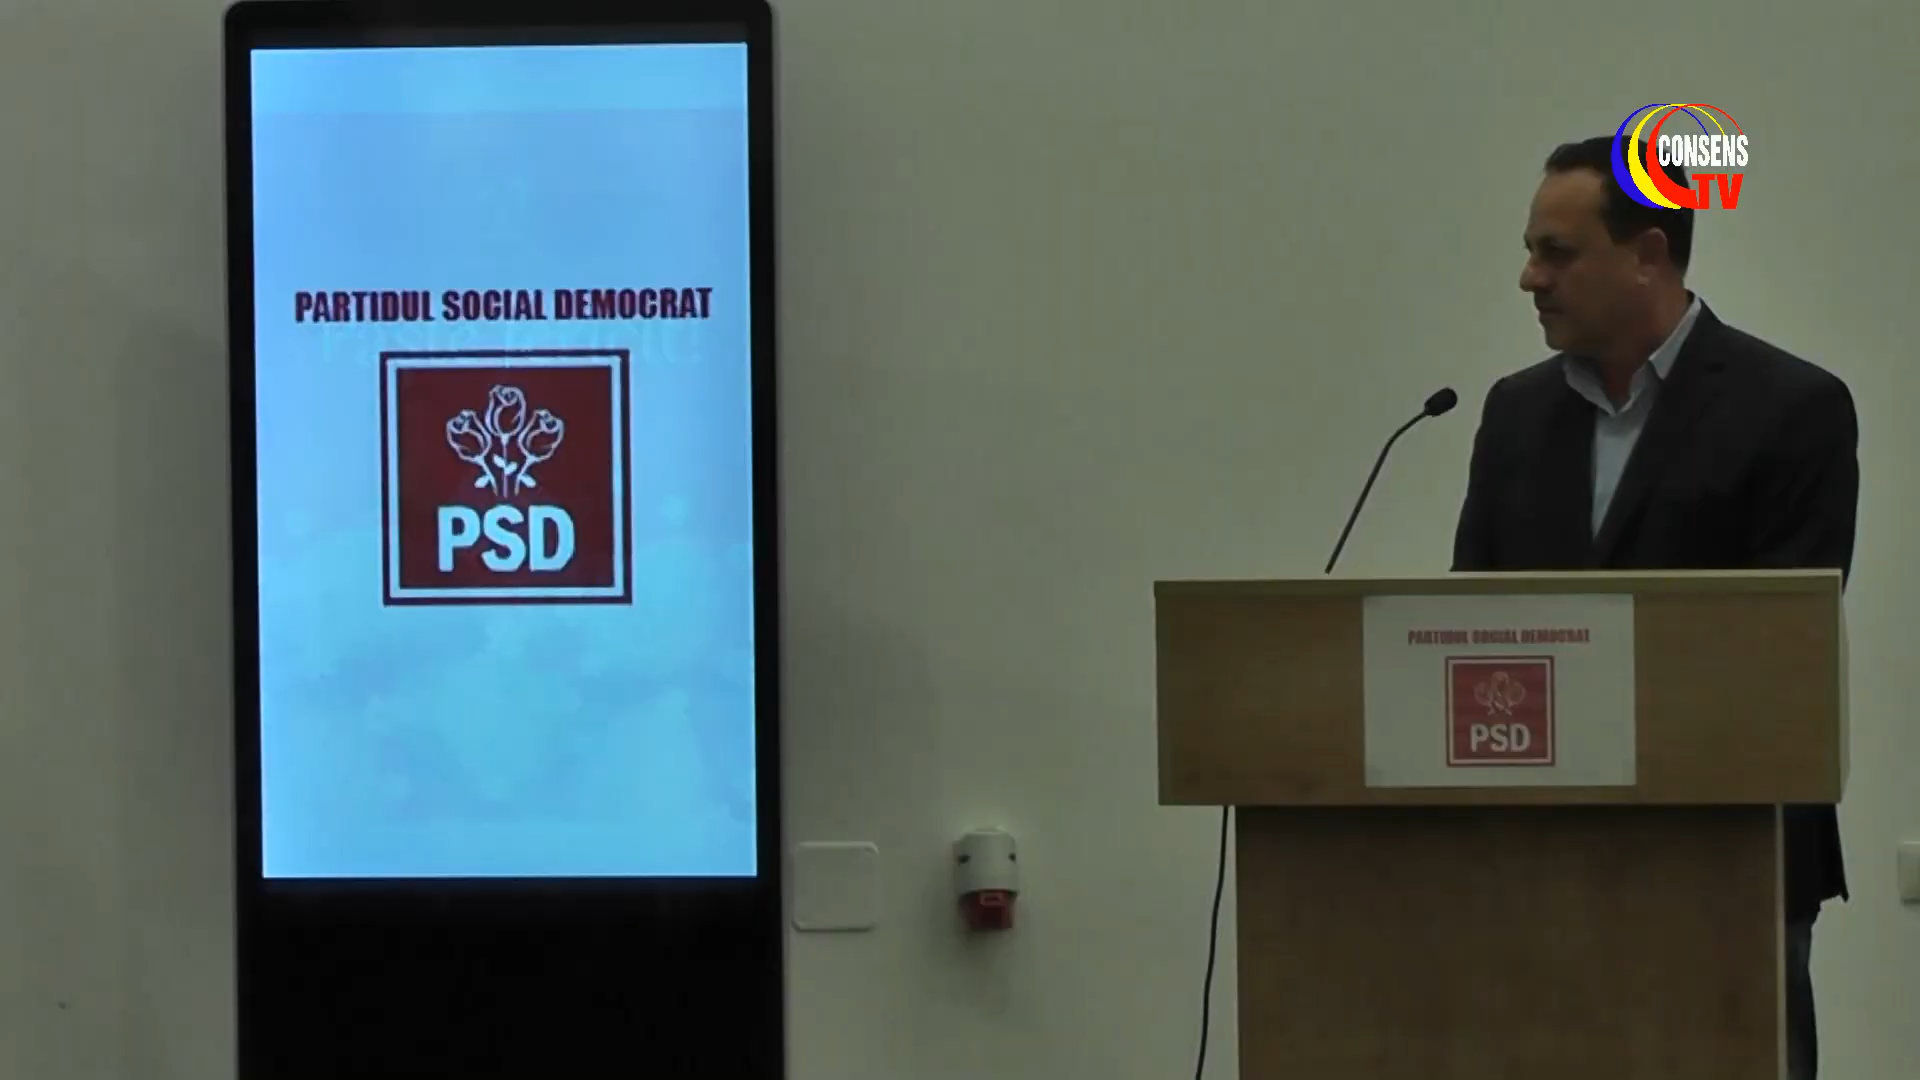 PARTIDUL SOCIAL DEMOCRAT
PSD
CONSENS
TV
PARTIDUL SOCIAL DEMOCRAT
PSD